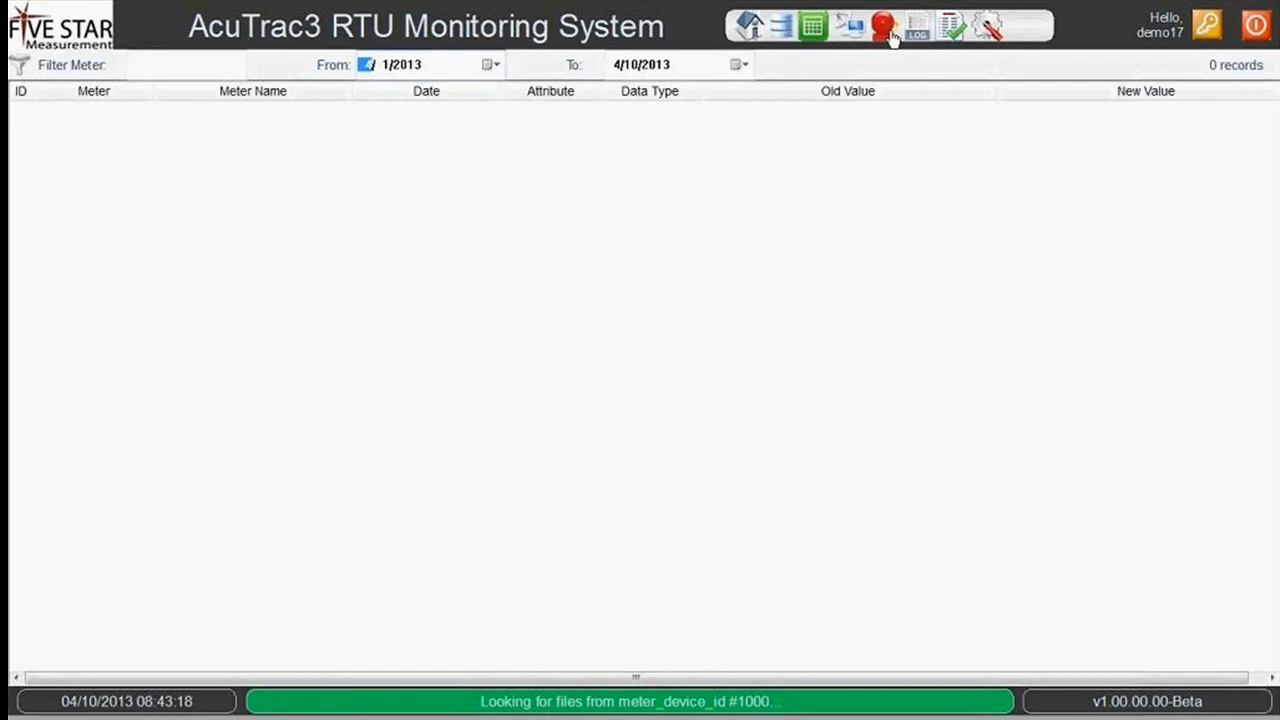 FIVE STAR
Measurement
AcuTrac3 RTU Monitoring System
LOG
Hello,
demo17
Filter Meter:
From: 4/ 1/2013
To: 4/10/2013
0 records
ID Meter Meter Name Date Attribute Data Type Old Value New Value
04/10/2013 08:43:18
Looking for files from meter_device_id #1000...
v1.00.00.00-Beta